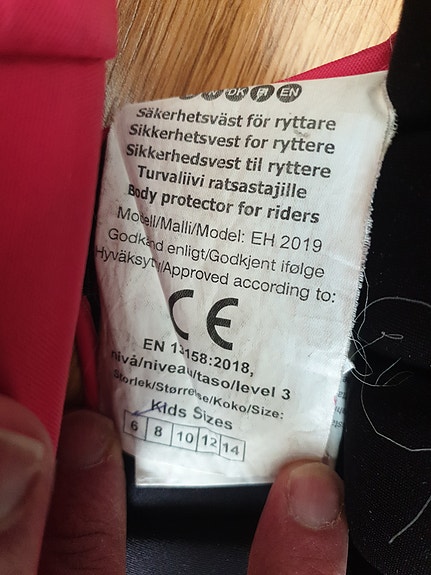 DK FI EN
Säkerhetsväst för ryttare
Sikkerhetsvest for ryttere
Sikkerhedsvest til ryttere
Turvaliivi ratsastajille
Body protector for riders
Modell/Malli/Model: EH 2019
Godkänd enligt/Godkjent ifølge
Hyväksytty/Approved according to:
CE
EN 13158:2018,
nivå/niveau/taso/level 3
Storlek/Størrelse/Koko/Size:
Kids Sizes
6 8 10 12 14